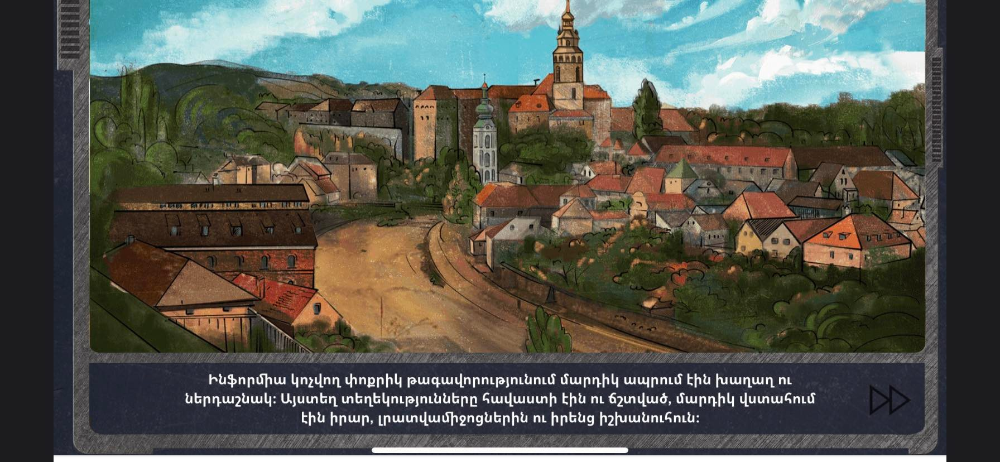 Ինֆորմիա կոչվող փոքրիկ թագավորությունում մարդիկ ապրում էին խաղաղ ու
ներդաշնակ: Այստեղ տեղեկությունները հավաստի էին ու ճշտված, մարդիկ վստահում
էին իրար, լրատվամիջոցներին ու իրենց իշխանուհուն: